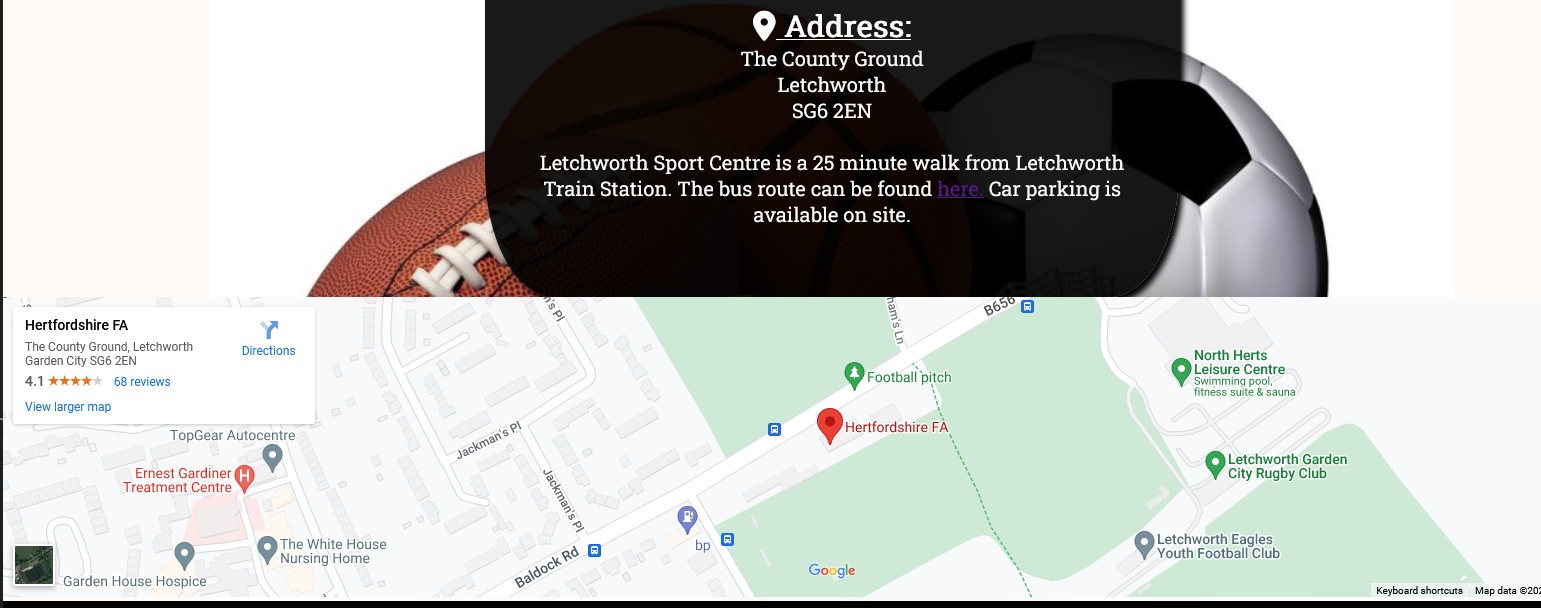 Address:
The County Ground
Letchworth
SG6 2EN
Letchworth Sport Centre is a 25 minute walk from Letchworth
Train Station. The bus route can be found here. Car parking is
available on site.
Hertfordshire FA
The County Ground, Letchworth
Garden City SG6 2EN
Directions
4.1
68 reviews
View larger map
B656
ham's Ln
n's Pl
Football pitch
North Herts
Leisure Centre
Swimming pool,
fitness suite & sauna
Hertfordshire FA
TopGear Autocentre
Jackman's Pl
Ernest Gardiner
Treatment Centre
H
Letchworth Garden
City Rugby Club
Jackman's Pl
The White House
Nursing Home
bp
Letchworth Eagles
Youth Football Club
Baldock Rd
Garden House Hospice
Google
Keyboard shortcuts
Map data ©202